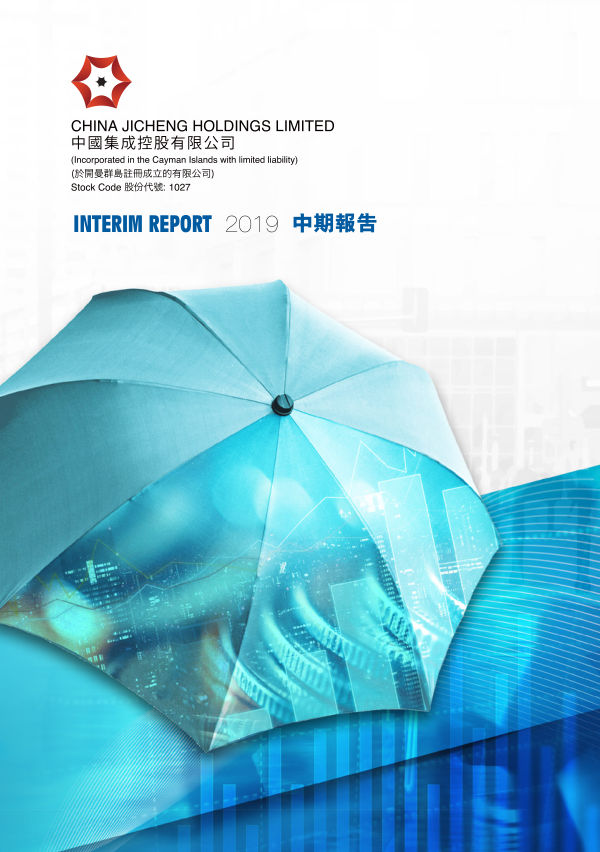 CHINA JICHENG HOLDINGS LIMITED
中國集成控股有限公司
(Incorporated in the Cayman Islands with limited liability)
(於開曼群島註冊成立的有限公司)
Stock Code 股份代號: 1027
INTERIM REPORT 2019 中期報告